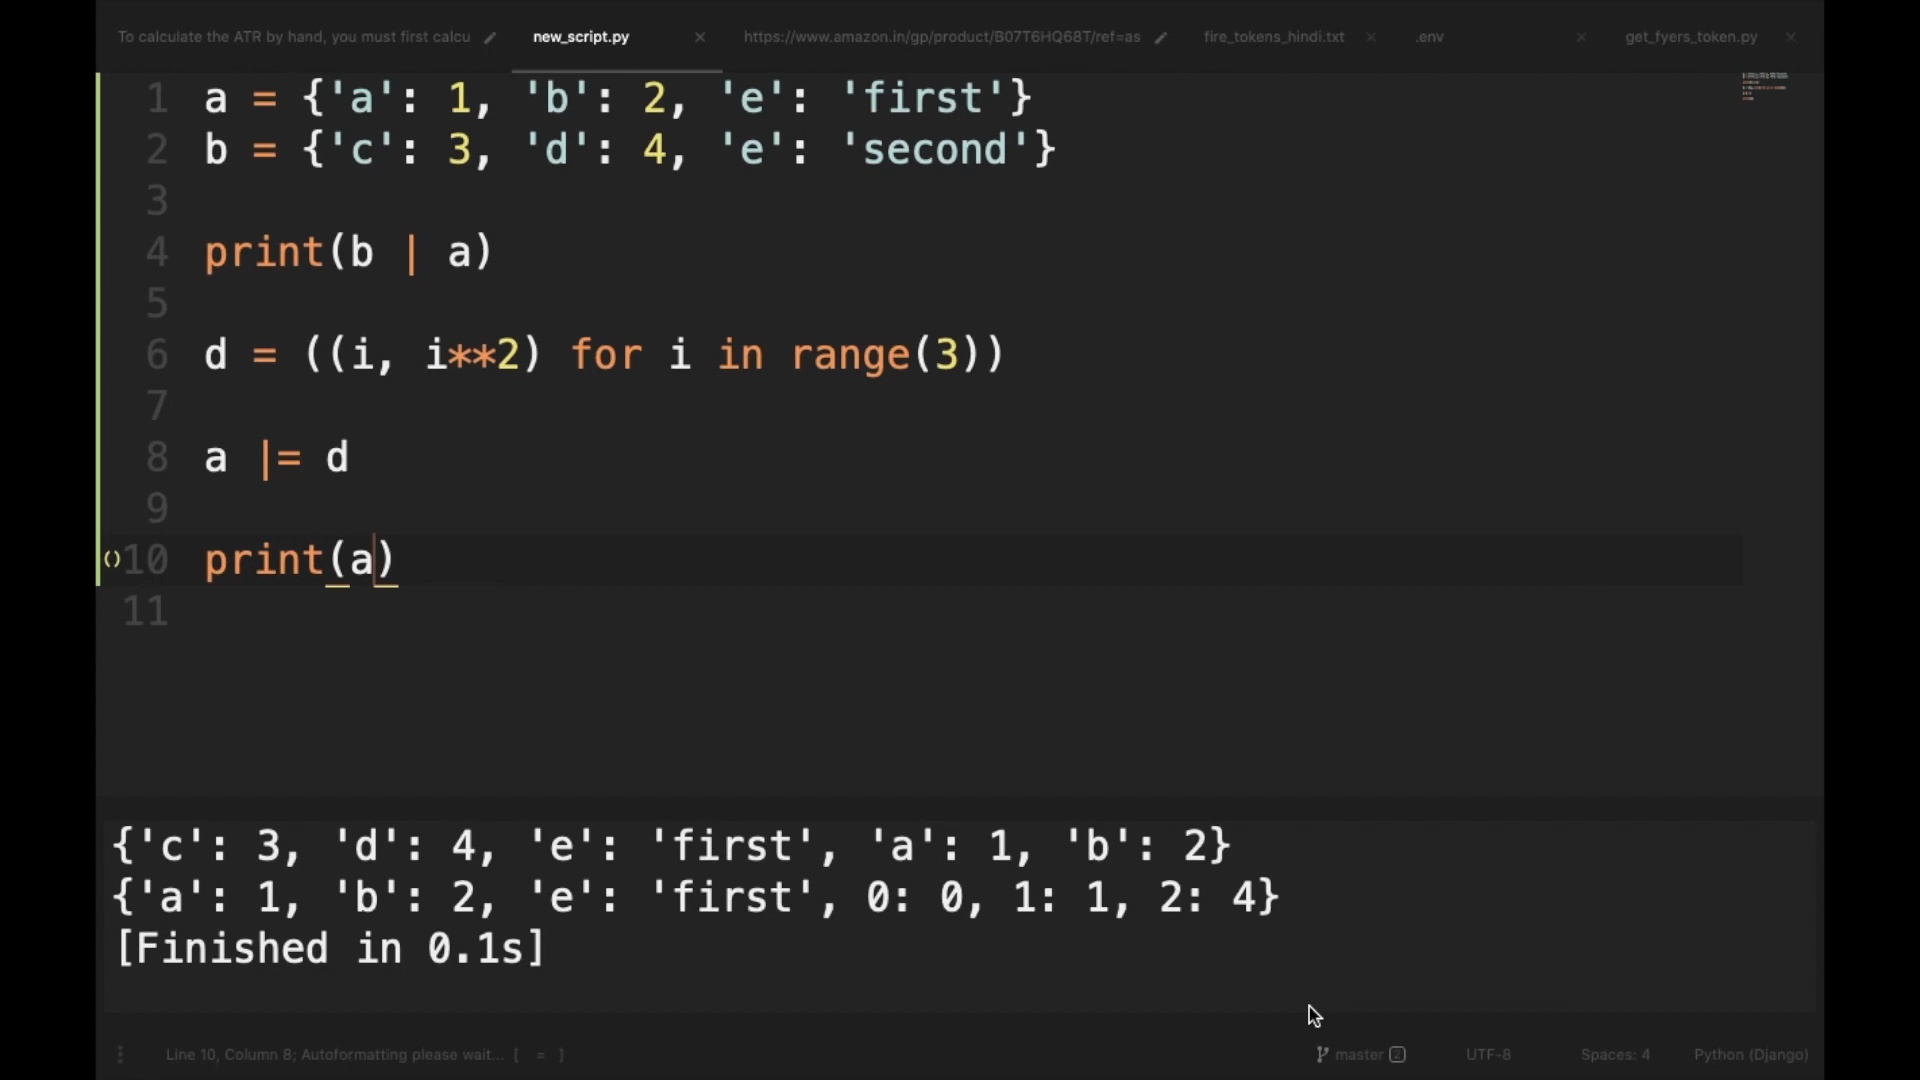 To calculate the ATR by hand, you must first calcu new_script.py https://www.amazon.in/gp/product/B07T6HQ68T/ref=as fire_tokens_hindi.txt .env get_fyers_token.py
1 a = {'a': 1, 'b': 2, 'e': 'first'}
2 b = {'c': 3, 'd': 4, 'e': 'second'}
3
4 print(b | a)
5
6 d = ((i, i**2) for i in range(3))
7
8 a |= d
9
()10 print(a)
11
{'c': 3, 'd': 4, 'e': 'first', 'a': 1, 'b': 2}
{'a': 1, 'b': 2, 'e': 'first', 0: 0, 1: 1, 2: 4}
[Finished in 0.1s]
Line 10, Column 8; Autoformatting please wait... [ = ] master 2 UTF-8 Spaces: 4 Python (Django)